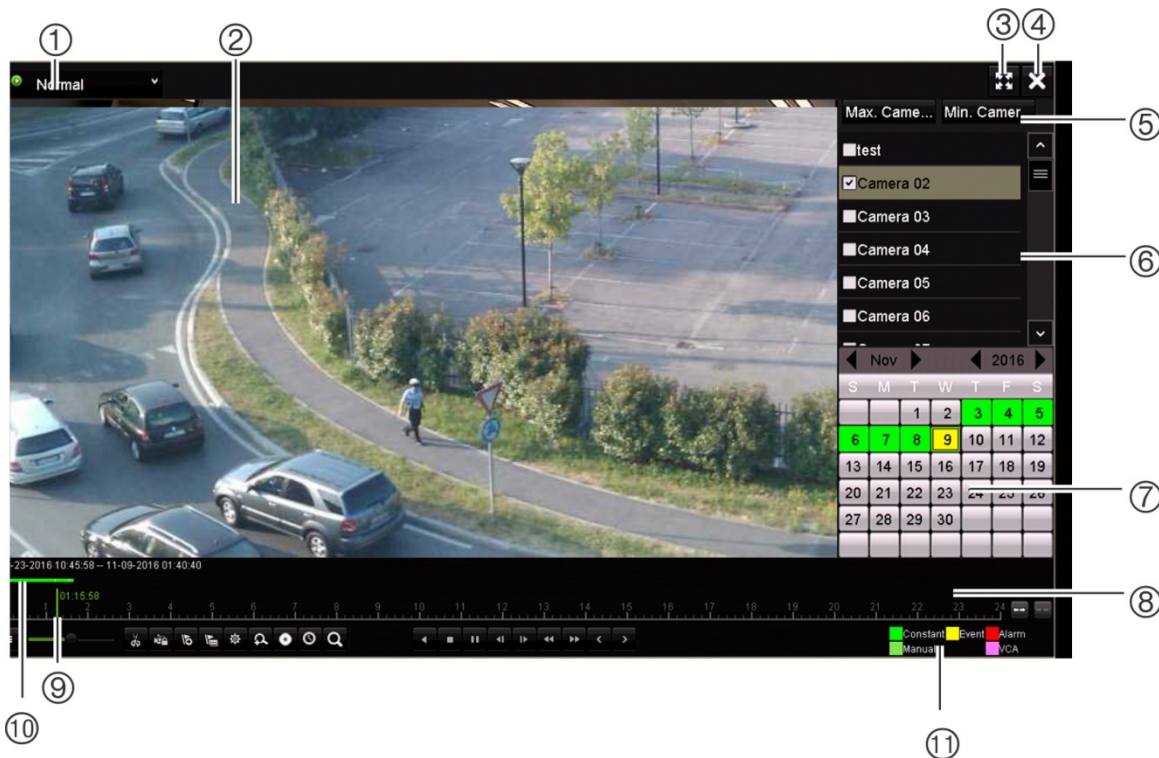 ①
②
③
④
Normal
Max. Came... Min. Camer
⑤
test
Camera 02
Camera 03
Camera 04
⑥
Camera 05
Camera 06
Nov 2016
S M T W T F S
1 2 3 4 5
6 7 8 9 10 11 12
13 14 15 16 17 18 19
20 21 22 23 24 25 26
⑦
27 28 29 30
-23-2016 10:45:58 -- 11-09-2016 01:40:40
01:15:58
⑧
1 2 3 4 5 6 7 8 9 10 11 12 13 14 15 16 17 18 19 20 21 22 23 24
Constant Event Alarm
Manual VCA
⑨
⑩
⑪